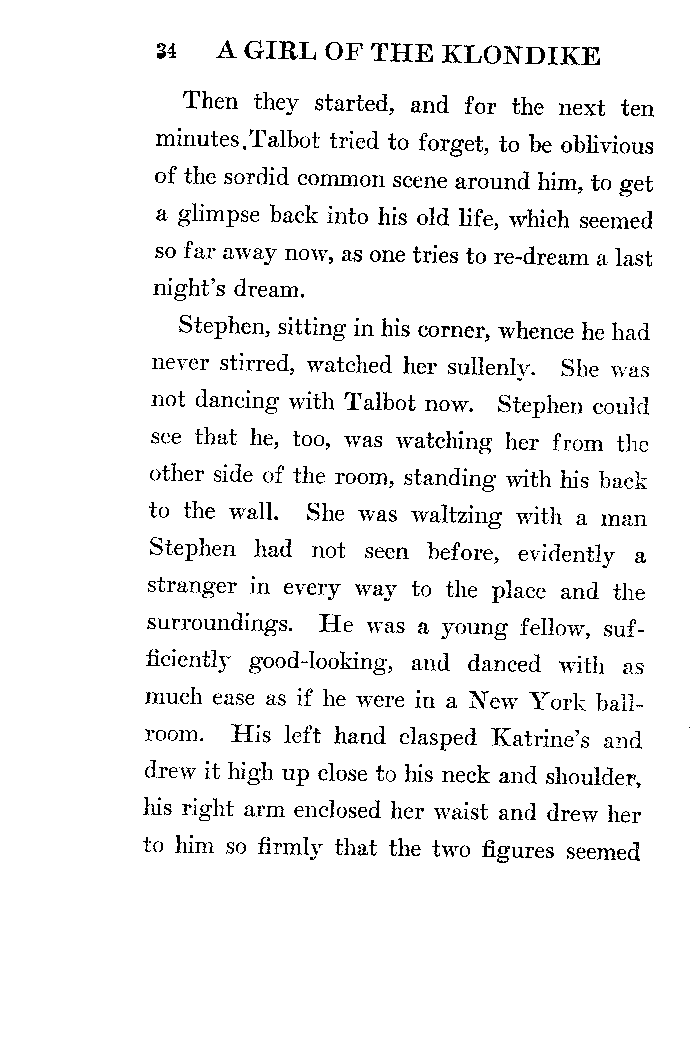 34 A GIRL OF THE KLONDIKE
Then they started, and for the next ten
minutes.Talbot tried to forget, to be oblivious
of the sordid common scene around him, to get
a glimpse back into his old life, which seemed
so far away now, as one tries to re-dream a last
night's dream.
Stephen, sitting in his corner, whence he had
never stirred, watched her sullenly. She was
not dancing with Talbot now. Stephen could
see that he, too, was watching her from the
other side of the room, standing with his back
to the wall. She was waltzing with a man
Stephen had not seen before, evidently a
stranger in every way to the place and the
surroundings. He was a young fellow, suf-
ficiently good-looking, and danced with as
much ease as if he were in a New York ball-
room. His left hand clasped Katrine's and
drew it high up close to his neck and shoulder,
his right arm enclosed her waist and drew her
to him so firmly that the two figures seemed